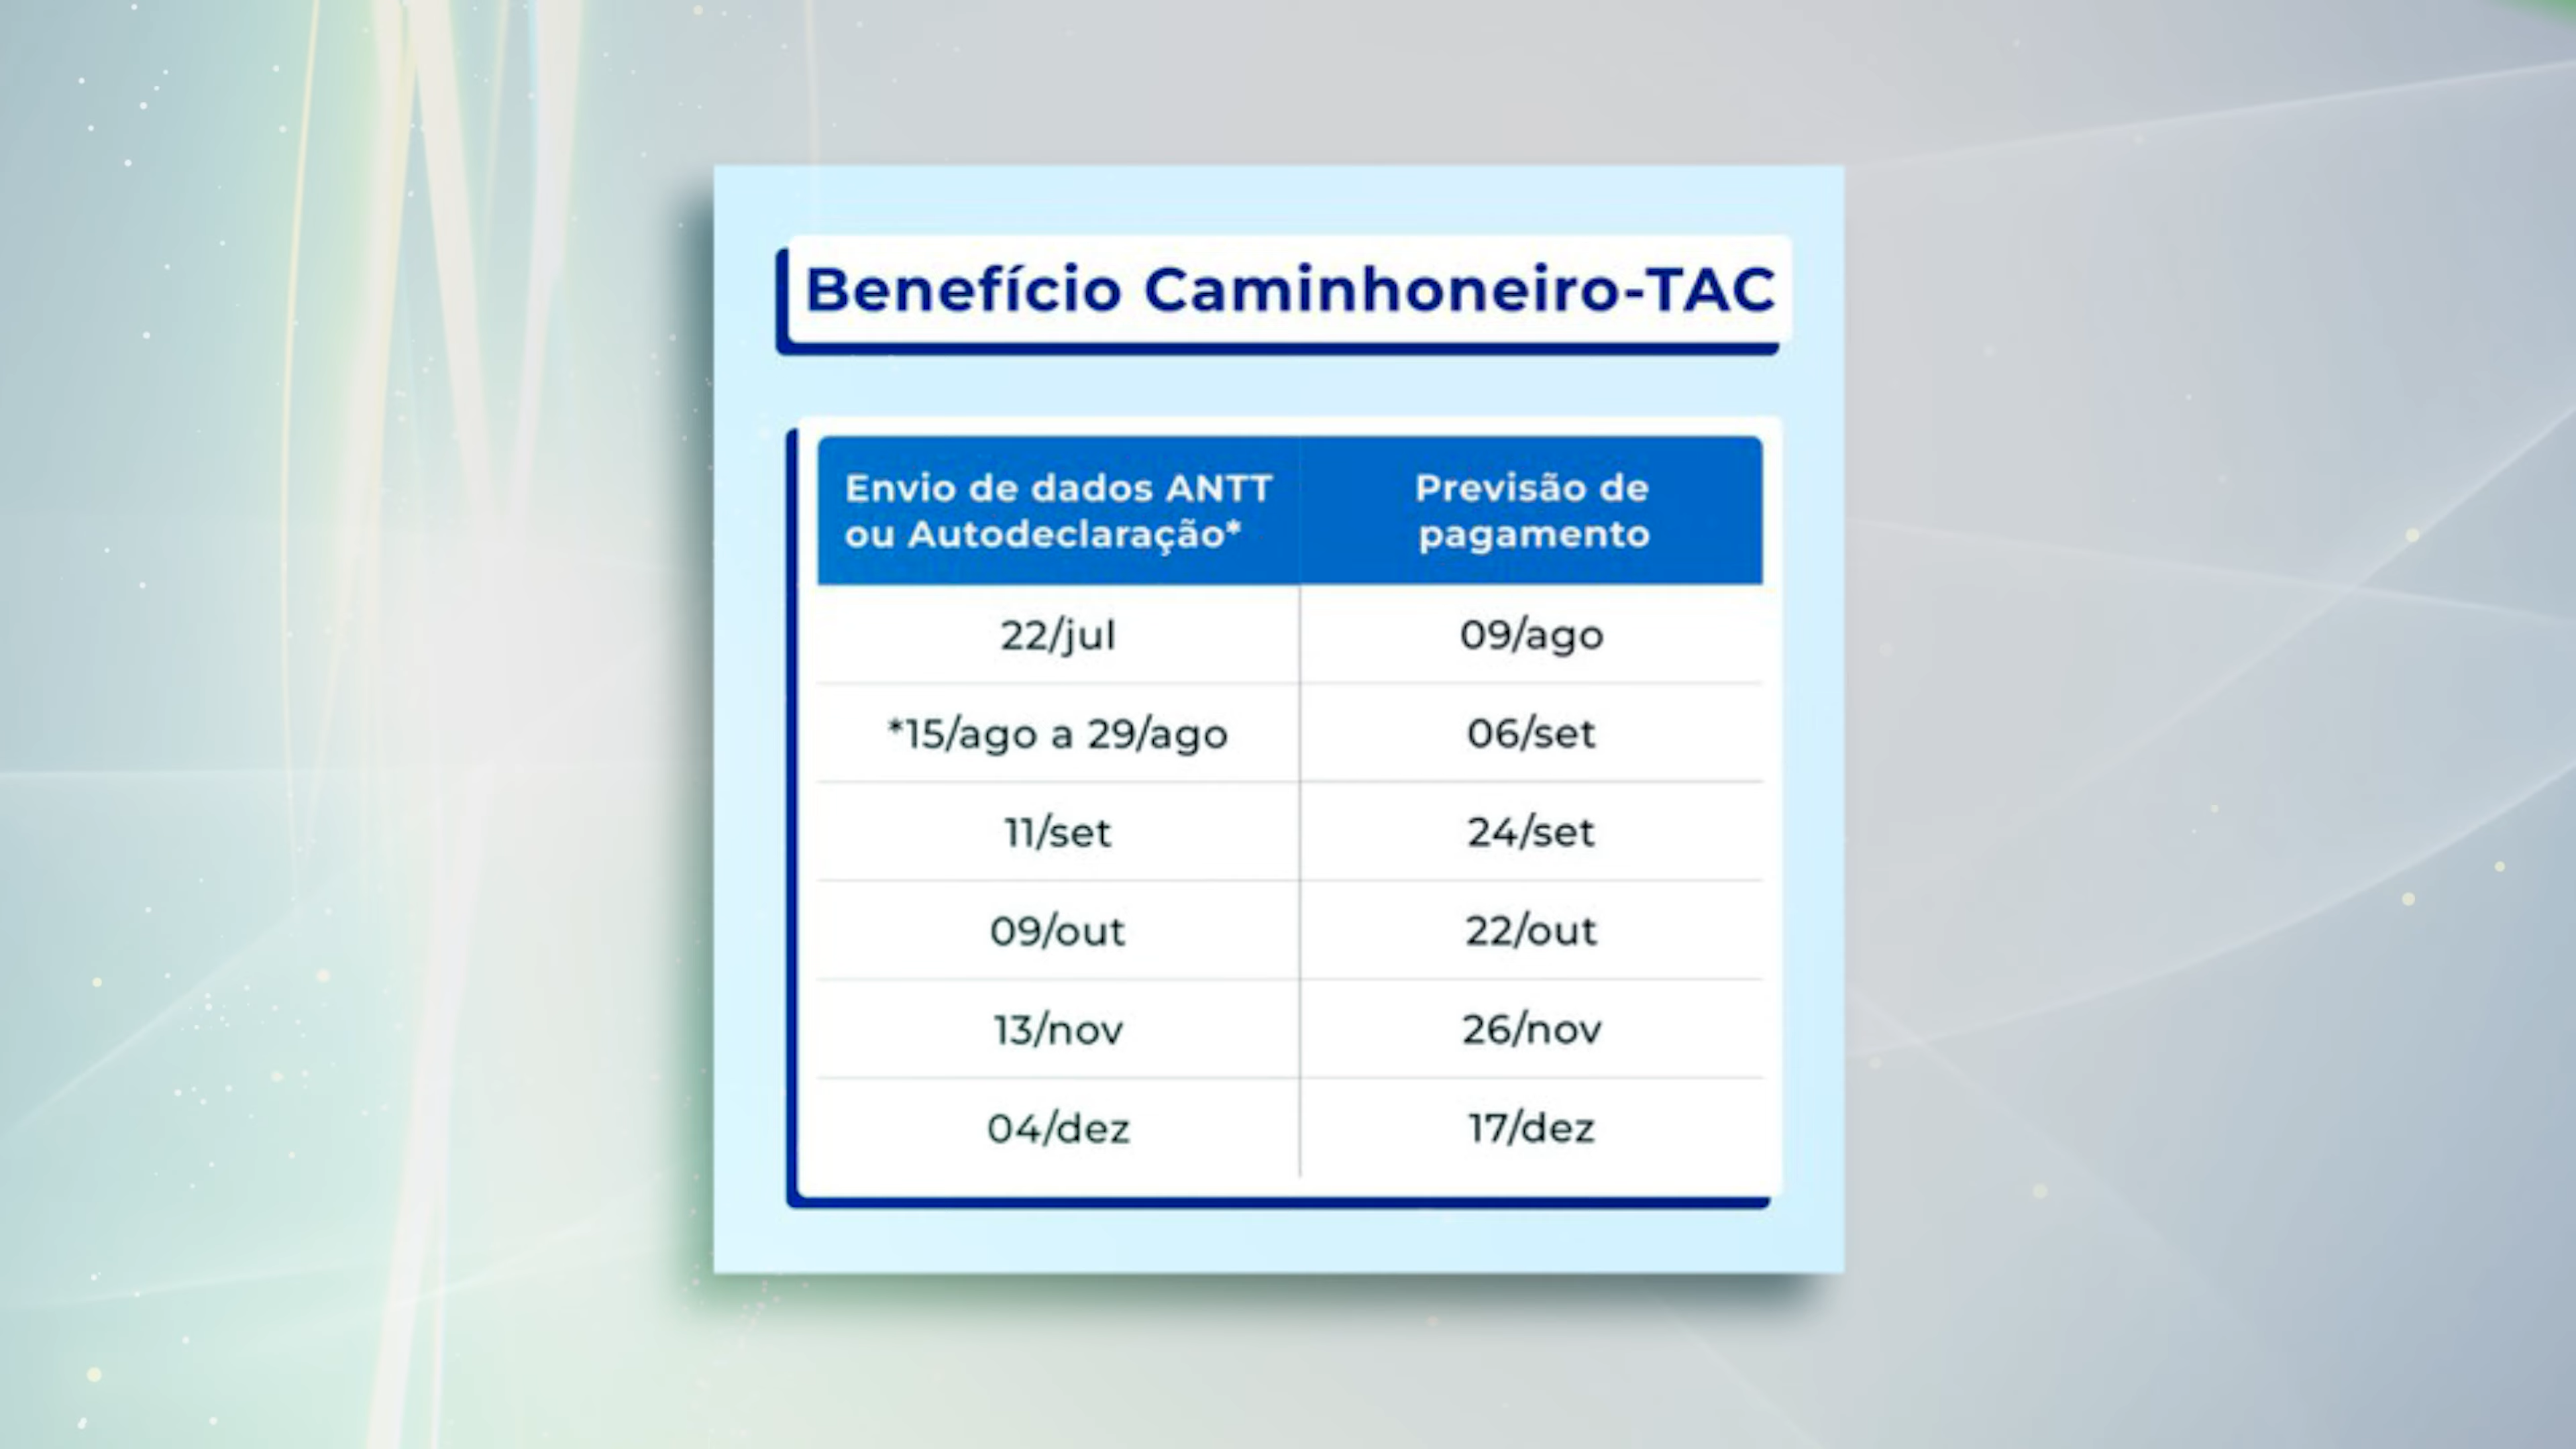 Benefício Caminhoneiro-TAC
Envio de dados ANTT
ou Autodeclaração*
Previsão de
pagamento
22/jul
09/ago
*15/ago a 29/ago
06/set
11/set
24/set
09/out
22/out
13/nov
26/nov
04/dez
17/dez